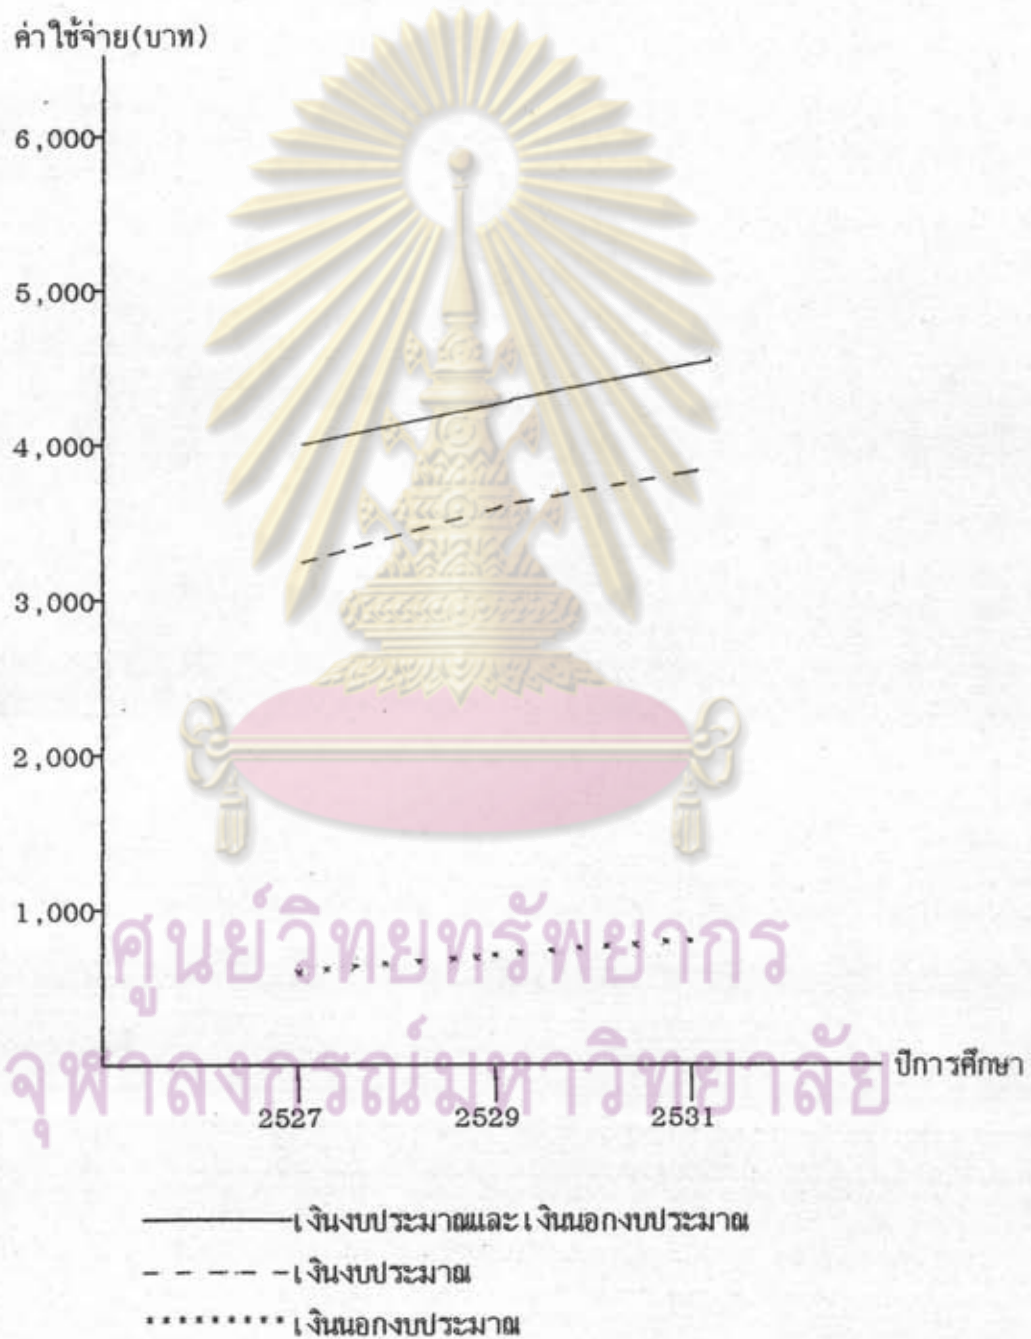 ค่าใช้จ่าย(บาท)
6,000
5,000
4,000
3,000
2,000
1,000
ศูนย์วิทยทรัพยากร
จุฬาลงกรณ์มหาวิทยาลัย
ปีการศึกษา
2527 2529 2531
เงินงบประมาณและเงินนอกงบประมาณ
เงินงบประมาณ
เงินนอกงบประมาณ